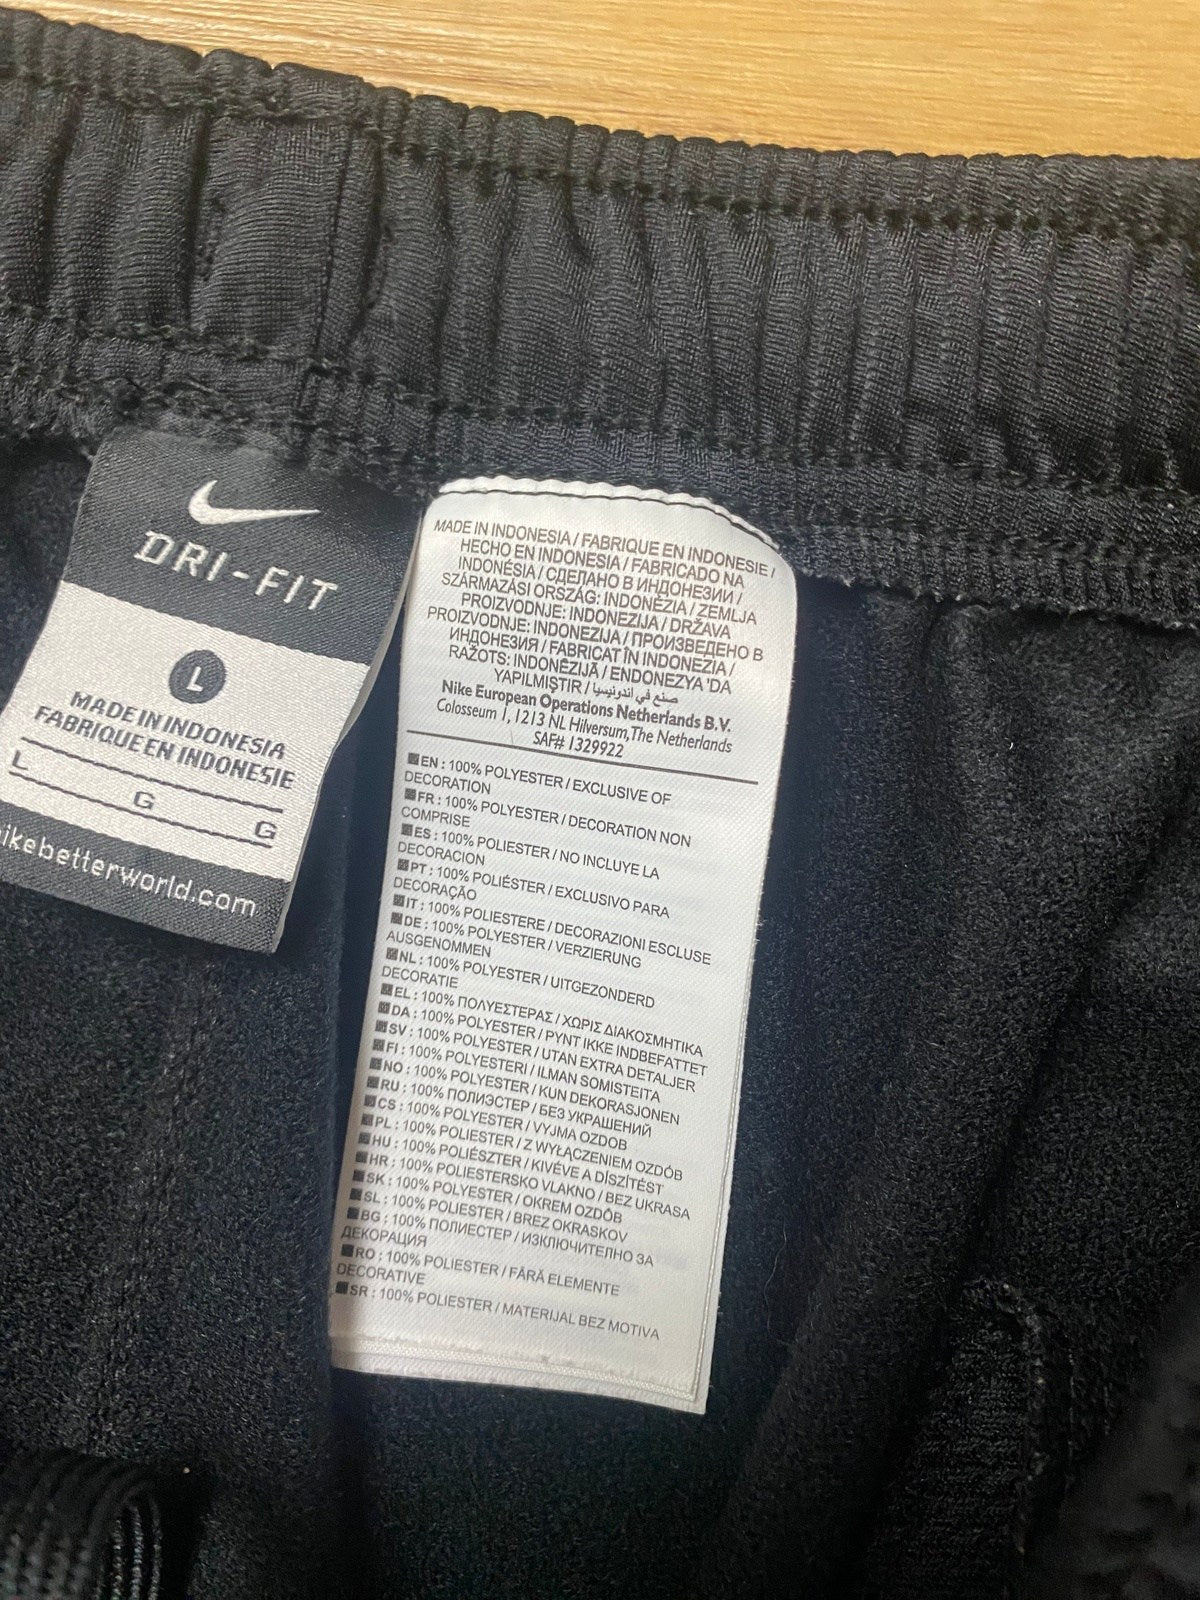 DRI-FIT
L
MADE IN INDONESIA
FABRIQUE EN INDONESIE
L
G
G
ikebetterworld.com
MADE IN INDONESIA / FABRIQUE EN INDONESIE /
HECHO EN INDONESIA / FABRICADO NA
INDONÉSIA / СДЕЛАНО В ИНДОНЕЗИИ /
SZÁRMAZÁSI ORSZÁG: INDONÉZIA / ZEMLJA
PROIZVODNJE: INDONEZIJA / DRŽAVA
PROIZVODNJE: INDONEZIJA / ПРОИЗВЕДЕНО В
ИНДОНЕЗИЯ / FABRICAT ÎN INDONEZIA /
RAŽOTS: INDONĒZIJĀ / ENDONEZYA 'DA
YAPILMIŞTIR / صنع في اندونيسيا
Nike European Operations Netherlands B.V.
Colosseum 1, 1213 NL Hilversum, The Netherlands
SAF# 1329922
EN : 100% POLYESTER / EXCLUSIVE OF
DECORATION
FR : 100% POLYESTER / DECORATION NON
COMPRISE
ES : 100% POLYESTER / NO INCLUYE LA
DECORACION
PT : 100% POLIÉSTER / EXCLUSIVO PARA
DECORAÇÃO
IT : 100% POLIESTERE / DECORAZIONI ESCLUSE
DE : 100% POLYESTER / VERZIERUNG
AUSGENOMMEN
NL : 100% POLYESTER / UITGEZONDERD
DECORATIE
EL : 100% ΠΟΛΥΕΣΤΕΡΑΣ / ΧΩΡΙΣ ΔΙΑΚΟΣΜΗΤΙΚΑ
DA : 100% POLYESTER / PYNT IKKE INDBEFATTET
SV : 100% POLYESTER / UTAN EXTRA DETALJER
FI : 100% POLYESTERI / ILMAN SOMISTEITA
NO : 100% POLYESTER / KUN DEKORASJONEN
RU : 100% ПОЛИЭСТЕР / БЕЗ УКРАШЕНИЙ
CS : 100% POLYESTER / VYJMA OZDOB
PL : 100% POLIESTER / Z WYŁĄCZENIEM OZDÓB
HU : 100% POLIÉSZTER / KIVÉVE A DÍSZÍTÉST
HR : 100% POLIESTERSKO VLAKNO / BEZ UKRASA
SK : 100% POLYESTER / OKREM OZDÔB
SL : 100% POLIESTER / BREZ OKRASKOV
BG : 100% ПОЛИЕСТЕР / ИЗКЛЮЧИТЕЛНО ЗА
ДЕКОРАЦИЯ
RO : 100% POLIESTER / FĂRĂ ELEMENTE
DECORATIVE
SR : 100% POLIESTER / MATERIJAL BEZ MOTIVA